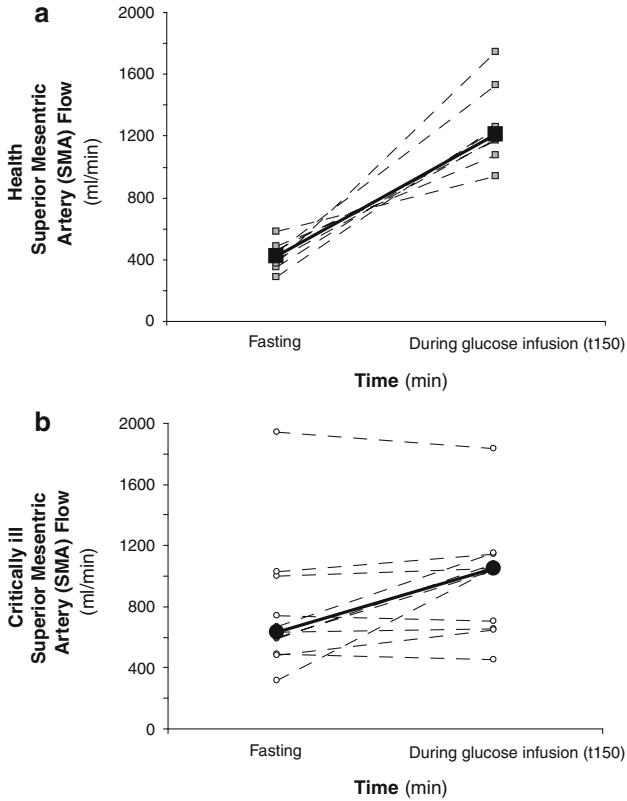 a
Health
Superior Mesentric
Artery (SMA) Flow
(ml/min)
2000
1600
1200
800
400
0
Fasting
During glucose infusion (t150)
Time (min)
b
Critically ill
Superior Mesentric
Artery (SMA) Flow
(ml/min)
2000
1600
1200
800
400
0
Fasting
During glucose infusion (t150)
Time (min)